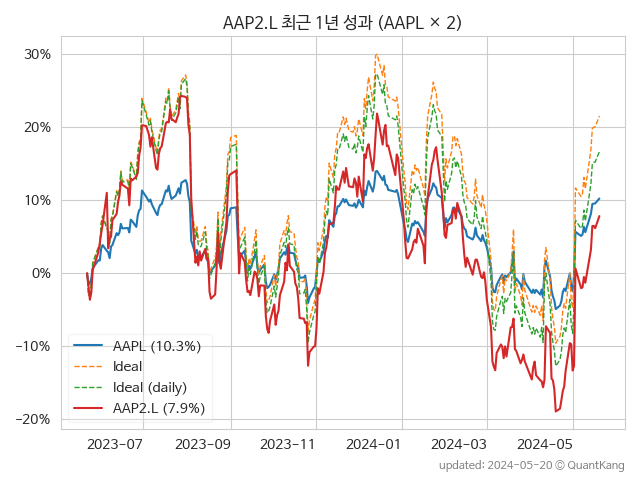 AAP2.L 최근 1년 성과 (AAPL × 2)
30%
20%
10%
0%
−10%
−20%
AAPL (10.3%)
Ideal
Ideal (daily)
AAP2.L (7.9%)
2023-07 2023-09 2023-11 2024-01 2024-03 2024-05
updated: 2024-05-20 © QuantKang